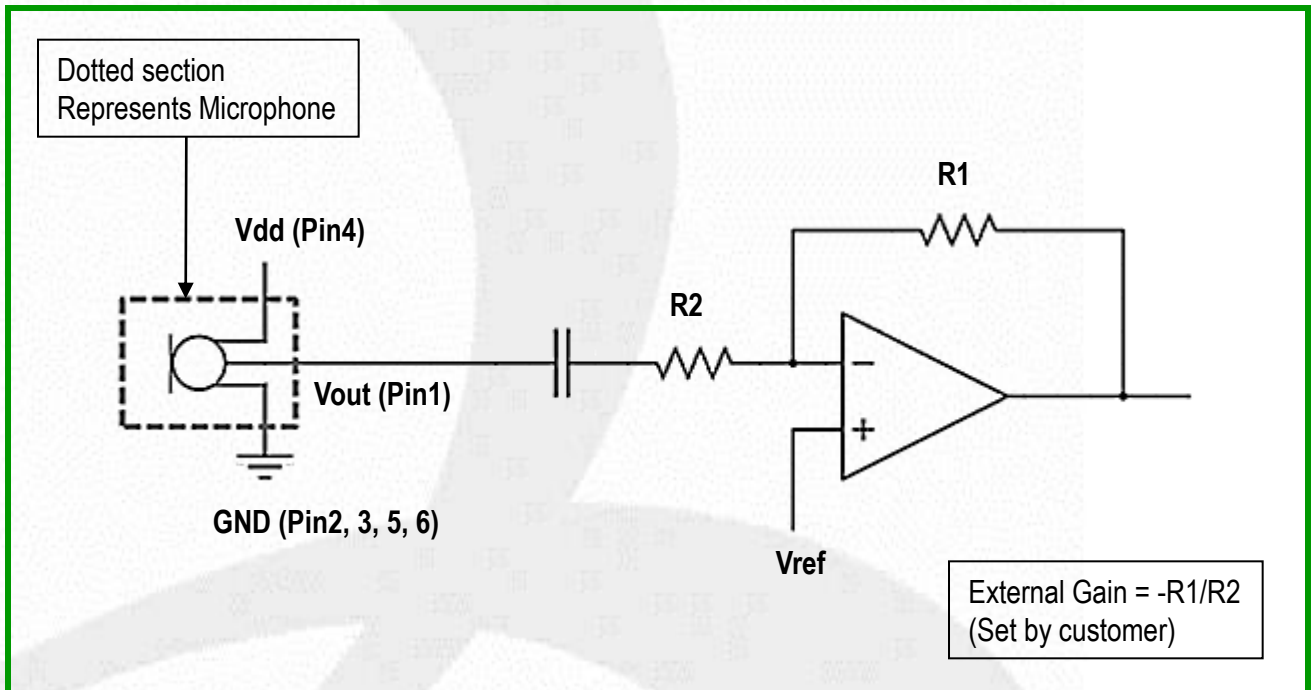 Dotted section
Represents Microphone
R1
Vdd (Pin4)
R2
Vout (Pin1)
GND (Pin2, 3, 5, 6)
Vref
External Gain = -R1/R2
(Set by customer)